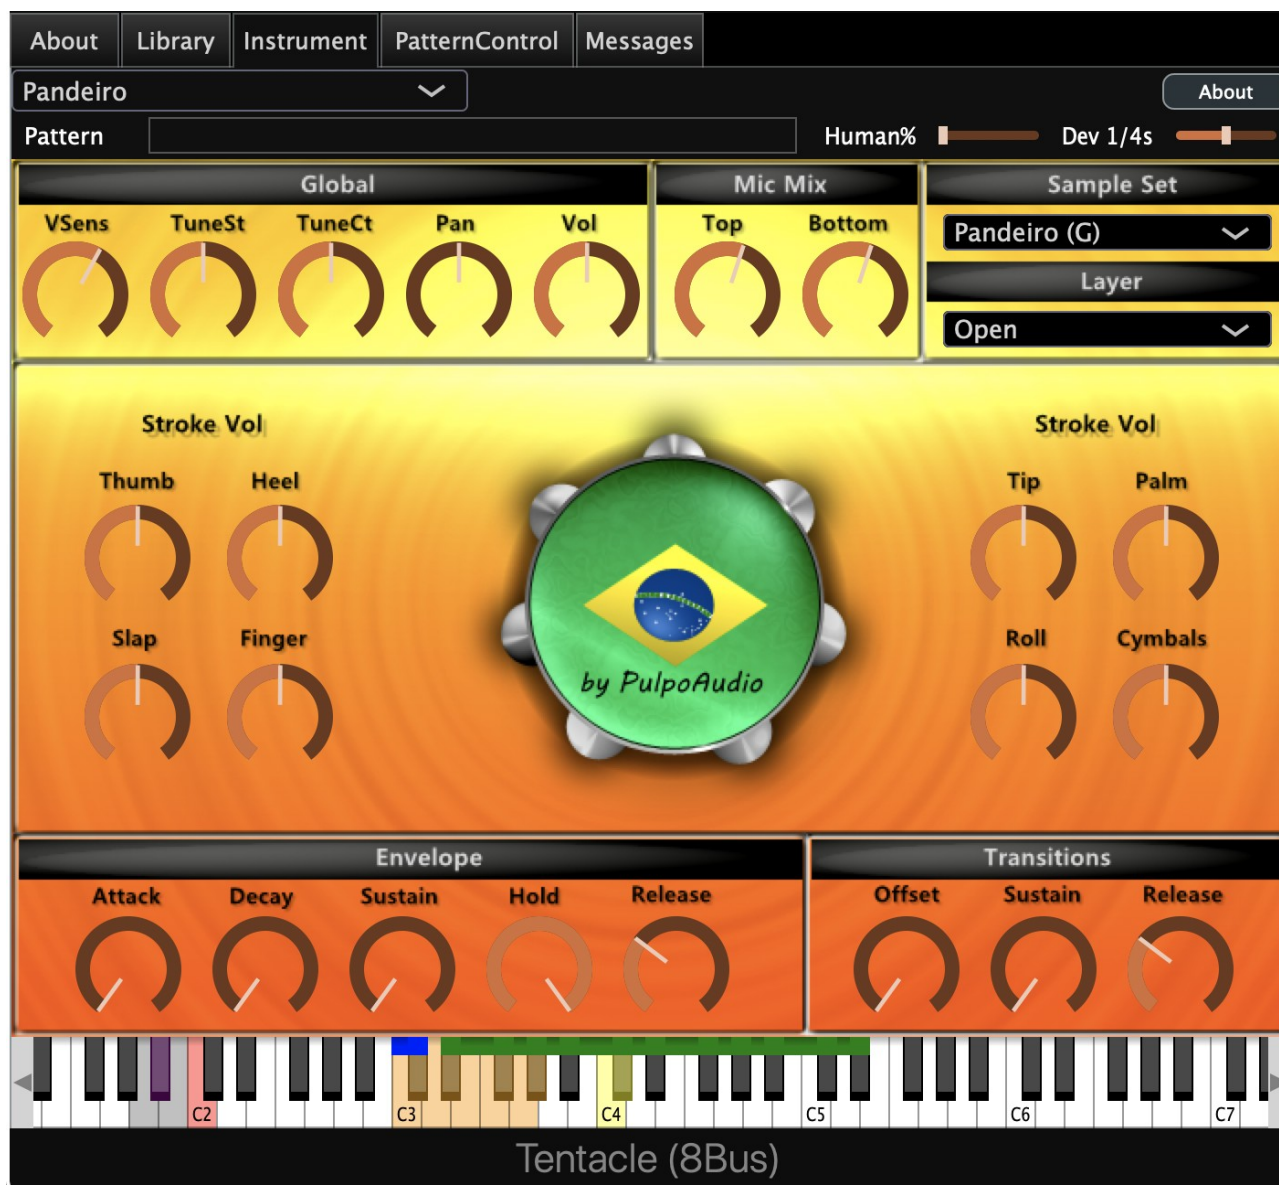 About Library Instrument PatternControl Messages
Pandeiro About
Pattern Human% Dev 1/4s
Global Mic Mix Sample Set
VSens TuneSt TuneCt Pan Vol Top Bottom Pandeiro (G)
Layer
Open
Stroke Vol Stroke Vol
Thumb Heel Tip Palm
Slap Finger Roll Cymbals
by PulpoAudio
Envelope Transitions
Attack Decay Sustain Hold Release Offset Sustain Release
C2 C3 C4 C5 C6 C7
Tentacle (8Bus)